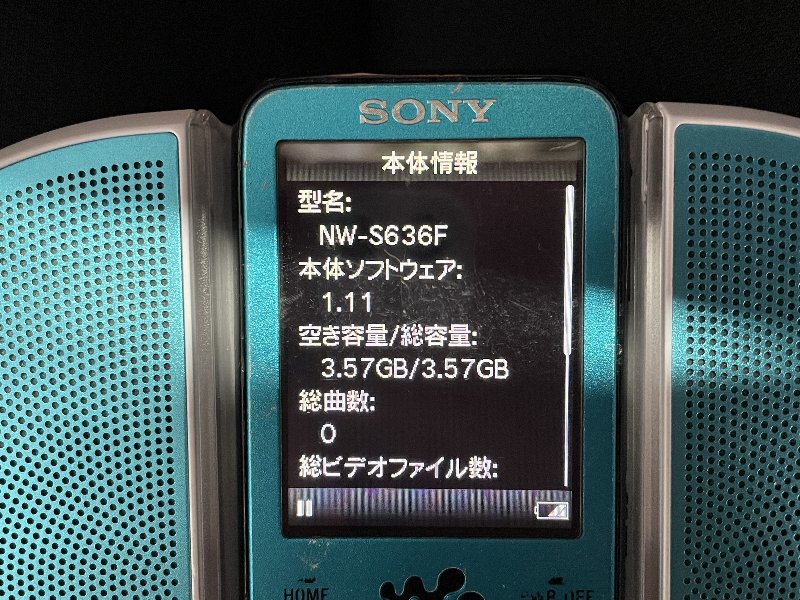 SONY
本体情報
型名:
NW-S636F
本体ソフトウェア:
1.11
空き容量/総容量:
3.57GB/3.57GB
総曲数:
0
総ビデオファイル数:
HOME